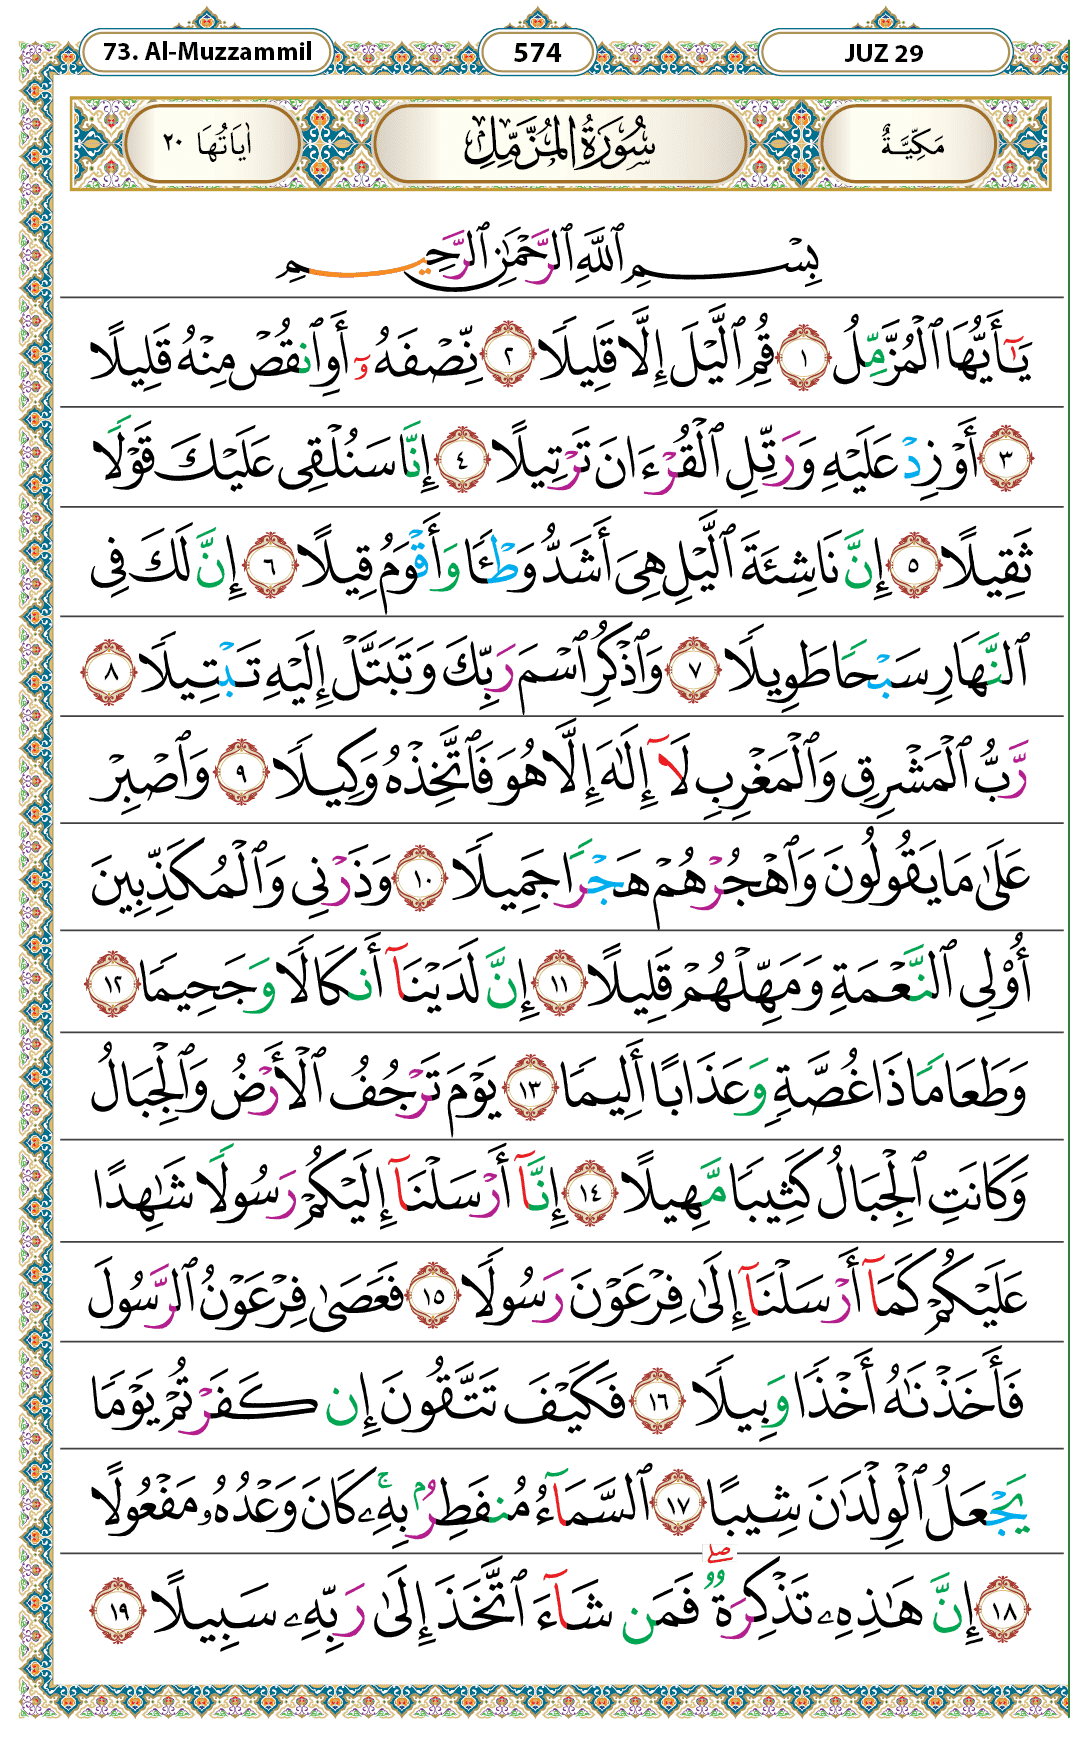 73. Al-Muzzammil 574 JUZ 29
مَكِّيَّةٌ سُورَةُ الْمُزَّمِّلِ اٰيَاتُهَا ٢٠
بِسْمِ ٱللَّهِ ٱلرَّحْمَٰنِ ٱلرَّحِيمِ
يَٰٓأَيُّهَا ٱلْمُزَّمِّلُ ١ قُمِ ٱلَّيْلَ إِلَّا قَلِيلًا ٢ نِّصْفَهُۥٓ أَوِ ٱنقُصْ مِنْهُ قَلِيلًا
٣ أَوْ زِدْ عَلَيْهِ وَرَتِّلِ ٱلْقُرْءَانَ تَرْتِيلًا ٤ إِنَّا سَنُلْقِى عَلَيْكَ قَوْلًا
ثَقِيلًا ٥ إِنَّ نَاشِئَةَ ٱلَّيْلِ هِىَ أَشَدُّ وَطْـًٔا وَأَقْوَمُ قِيلًا ٦ إِنَّ لَكَ فِى
ٱلنَّهَارِ سَبْحًا طَوِيلًا ٧ وَٱذْكُرِ ٱسْمَ رَبِّكَ وَتَبَتَّلْ إِلَيْهِ تَبْتِيلًا ٨
رَّبُّ ٱلْمَشْرِقِ وَٱلْمَغْرِبِ لَآ إِلَٰهَ إِلَّا هُوَ فَٱتَّخِذْهُ وَكِيلًا ٩ وَٱصْبِرْ
عَلَىٰ مَا يَقُولُونَ وَٱهْجُرْهُمْ هَجْرًا جَمِيلًا ١٠ وَذَرْنِى وَٱلْمُكَذِّبِينَ
أُو۟لِى ٱلنَّعْمَةِ وَمَهِّلْهُمْ قَلِيلًا ١١ إِنَّ لَدَيْنَآ أَنكَالًا وَجَحِيمًا ١٢
وَطَعَامًا ذَا غُصَّةٍ وَعَذَابًا أَلِيمًا ١٣ يَوْمَ تَرْجُفُ ٱلْأَرْضُ وَٱلْجِبَالُ
وَكَانَتِ ٱلْجِبَالُ كَثِيبًا مَّهِيلًا ١٤ إِنَّآ أَرْسَلْنَآ إِلَيْكُمْ رَسُولًا شَٰهِدًا
عَلَيْكُمْ كَمَآ أَرْسَلْنَآ إِلَىٰ فِرْعَوْنَ رَسُولًا ١٥ فَعَصَىٰ فِرْعَوْنُ ٱلرَّسُولَ
فَأَخَذْنَٰهُ أَخْذًا وَبِيلًا ١٦ فَكَيْفَ تَتَّقُونَ إِن كَفَرْتُمْ يَوْمًا
يَجْعَلُ ٱلْوِلْدَٰنَ شِيبًا ١٧ ٱلسَّمَآءُ مُنفَطِرٌۢ بِهِۦ ۚ كَانَ وَعْدُهُۥ مَفْعُولًا
١٨ إِنَّ هَٰذِهِۦ تَذْكِرَةٌ ۖ فَمَن شَآءَ ٱتَّخَذَ إِلَىٰ رَبِّهِۦ سَبِيلًا ١٩